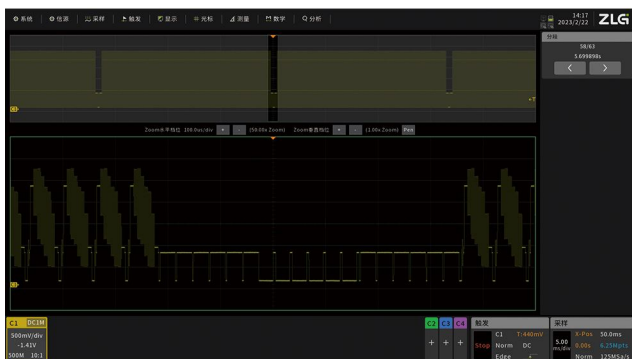 系统 信源 采样 触发 显示 光标 测量 数学 分析
14:17
2023/2/22
ZLG
分段
58/63
5.699898s
C1
+T
Zoom水平档位 100.0us/div + - (50.00x Zoom) Zoom垂直档位 + - (1.00x Zoom) Pen
C1
C1 DC1M
500mV/div
-1.41V
500M 10:1
C2 C3 C4
+ + +
触发
C1 T:440mV
Stop Norm DC
Edge
采样
X-Pos 50.0ms
5.00 ms/div 0.00s 6.25Mpts
Norm 125MSa/s